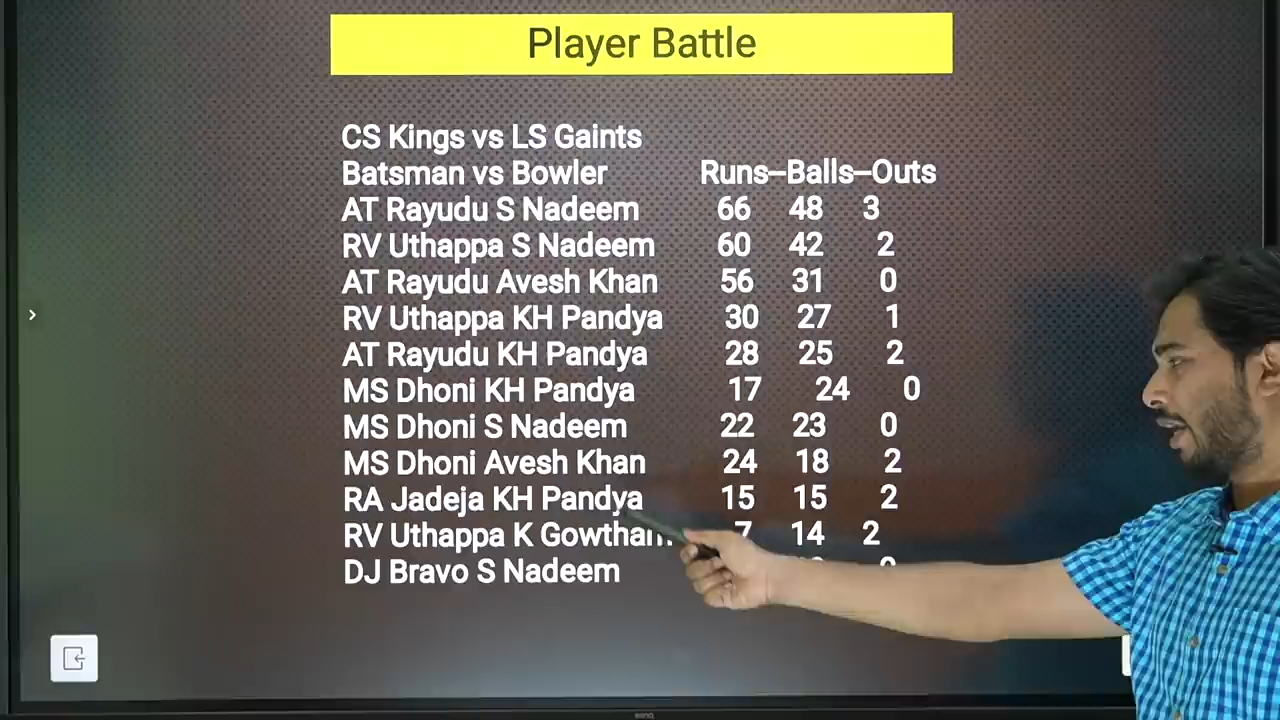 Player Battle
CS Kings vs LS Gaints
Batsman vs Bowler Runs–Balls–Outs
AT Rayudu S Nadeem 66 48 3
RV Uthappa S Nadeem 60 42 2
AT Rayudu Avesh Khan 56 31 0
RV Uthappa KH Pandya 30 27 1
AT Rayudu KH Pandya 28 25 2
MS Dhoni KH Pandya 17 24 0
MS Dhoni S Nadeem 22 23 0
MS Dhoni Avesh Khan 24 18 2
RA Jadeja KH Pandya 15 15 2
RV Uthappa K Gowtham 7 14 2
DJ Bravo S Nadeem
BenQ